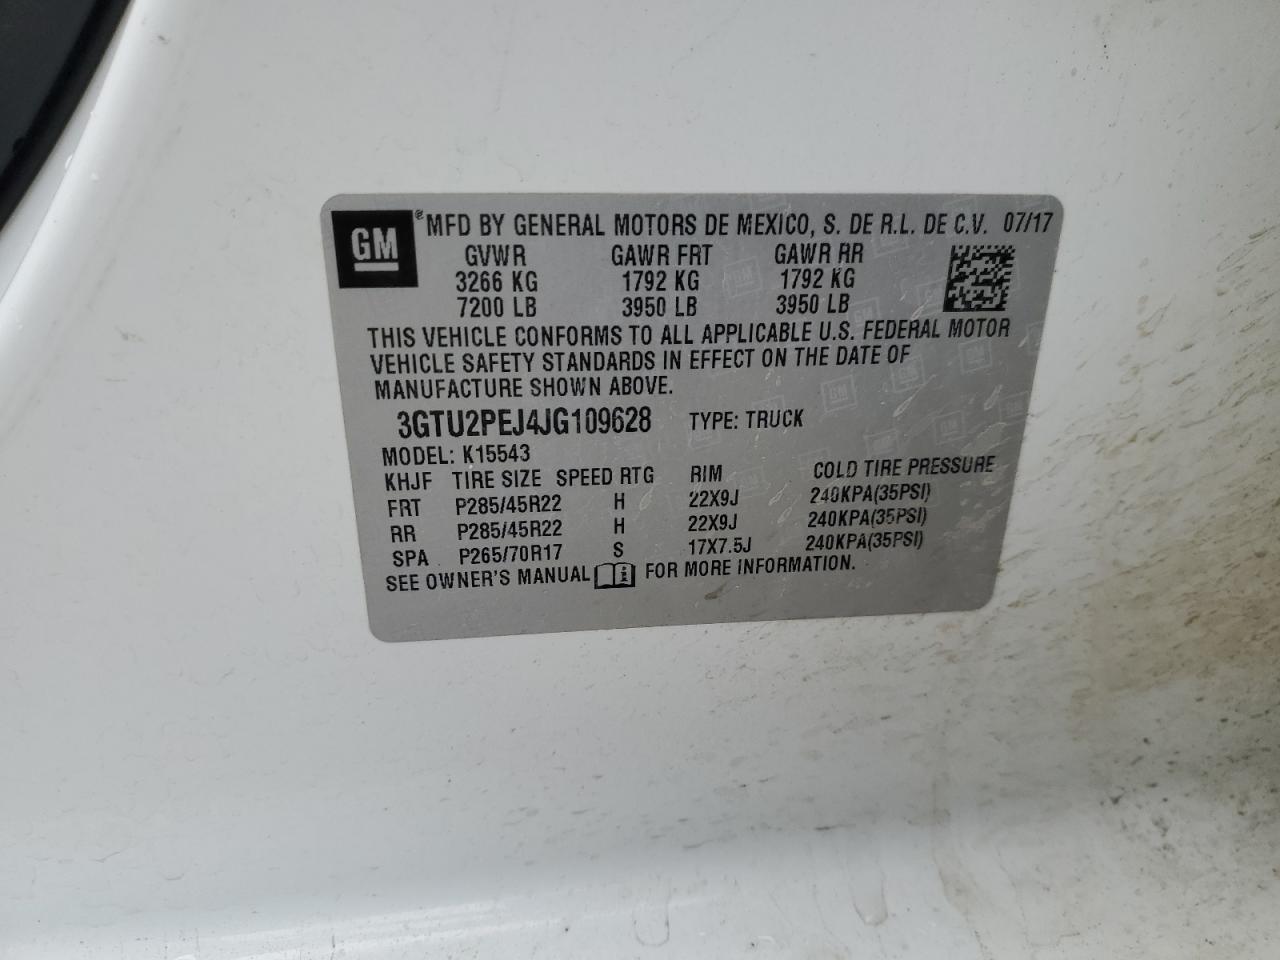 GM ® MFD BY GENERAL MOTORS DE MEXICO, S. DE R.L. DE C.V. 07/17
GVWR GAWR FRT GAWR RR
3266 KG 1792 KG 1792 KG
7200 LB 3950 LB 3950 LB
THIS VEHICLE CONFORMS TO ALL APPLICABLE U.S. FEDERAL MOTOR
VEHICLE SAFETY STANDARDS IN EFFECT ON THE DATE OF
MANUFACTURE SHOWN ABOVE.
3GTU2PEJ4JG109628 TYPE: TRUCK
MODEL: K15543
KHJF TIRE SIZE SPEED RTG RIM COLD TIRE PRESSURE
FRT P285/45R22 H 22X9J 240KPA(35PSI)
RR P285/45R22 H 22X9J 240KPA(35PSI)
SPA P265/70R17 S 17X7.5J 240KPA(35PSI)
SEE OWNER'S MANUAL FOR MORE INFORMATION.